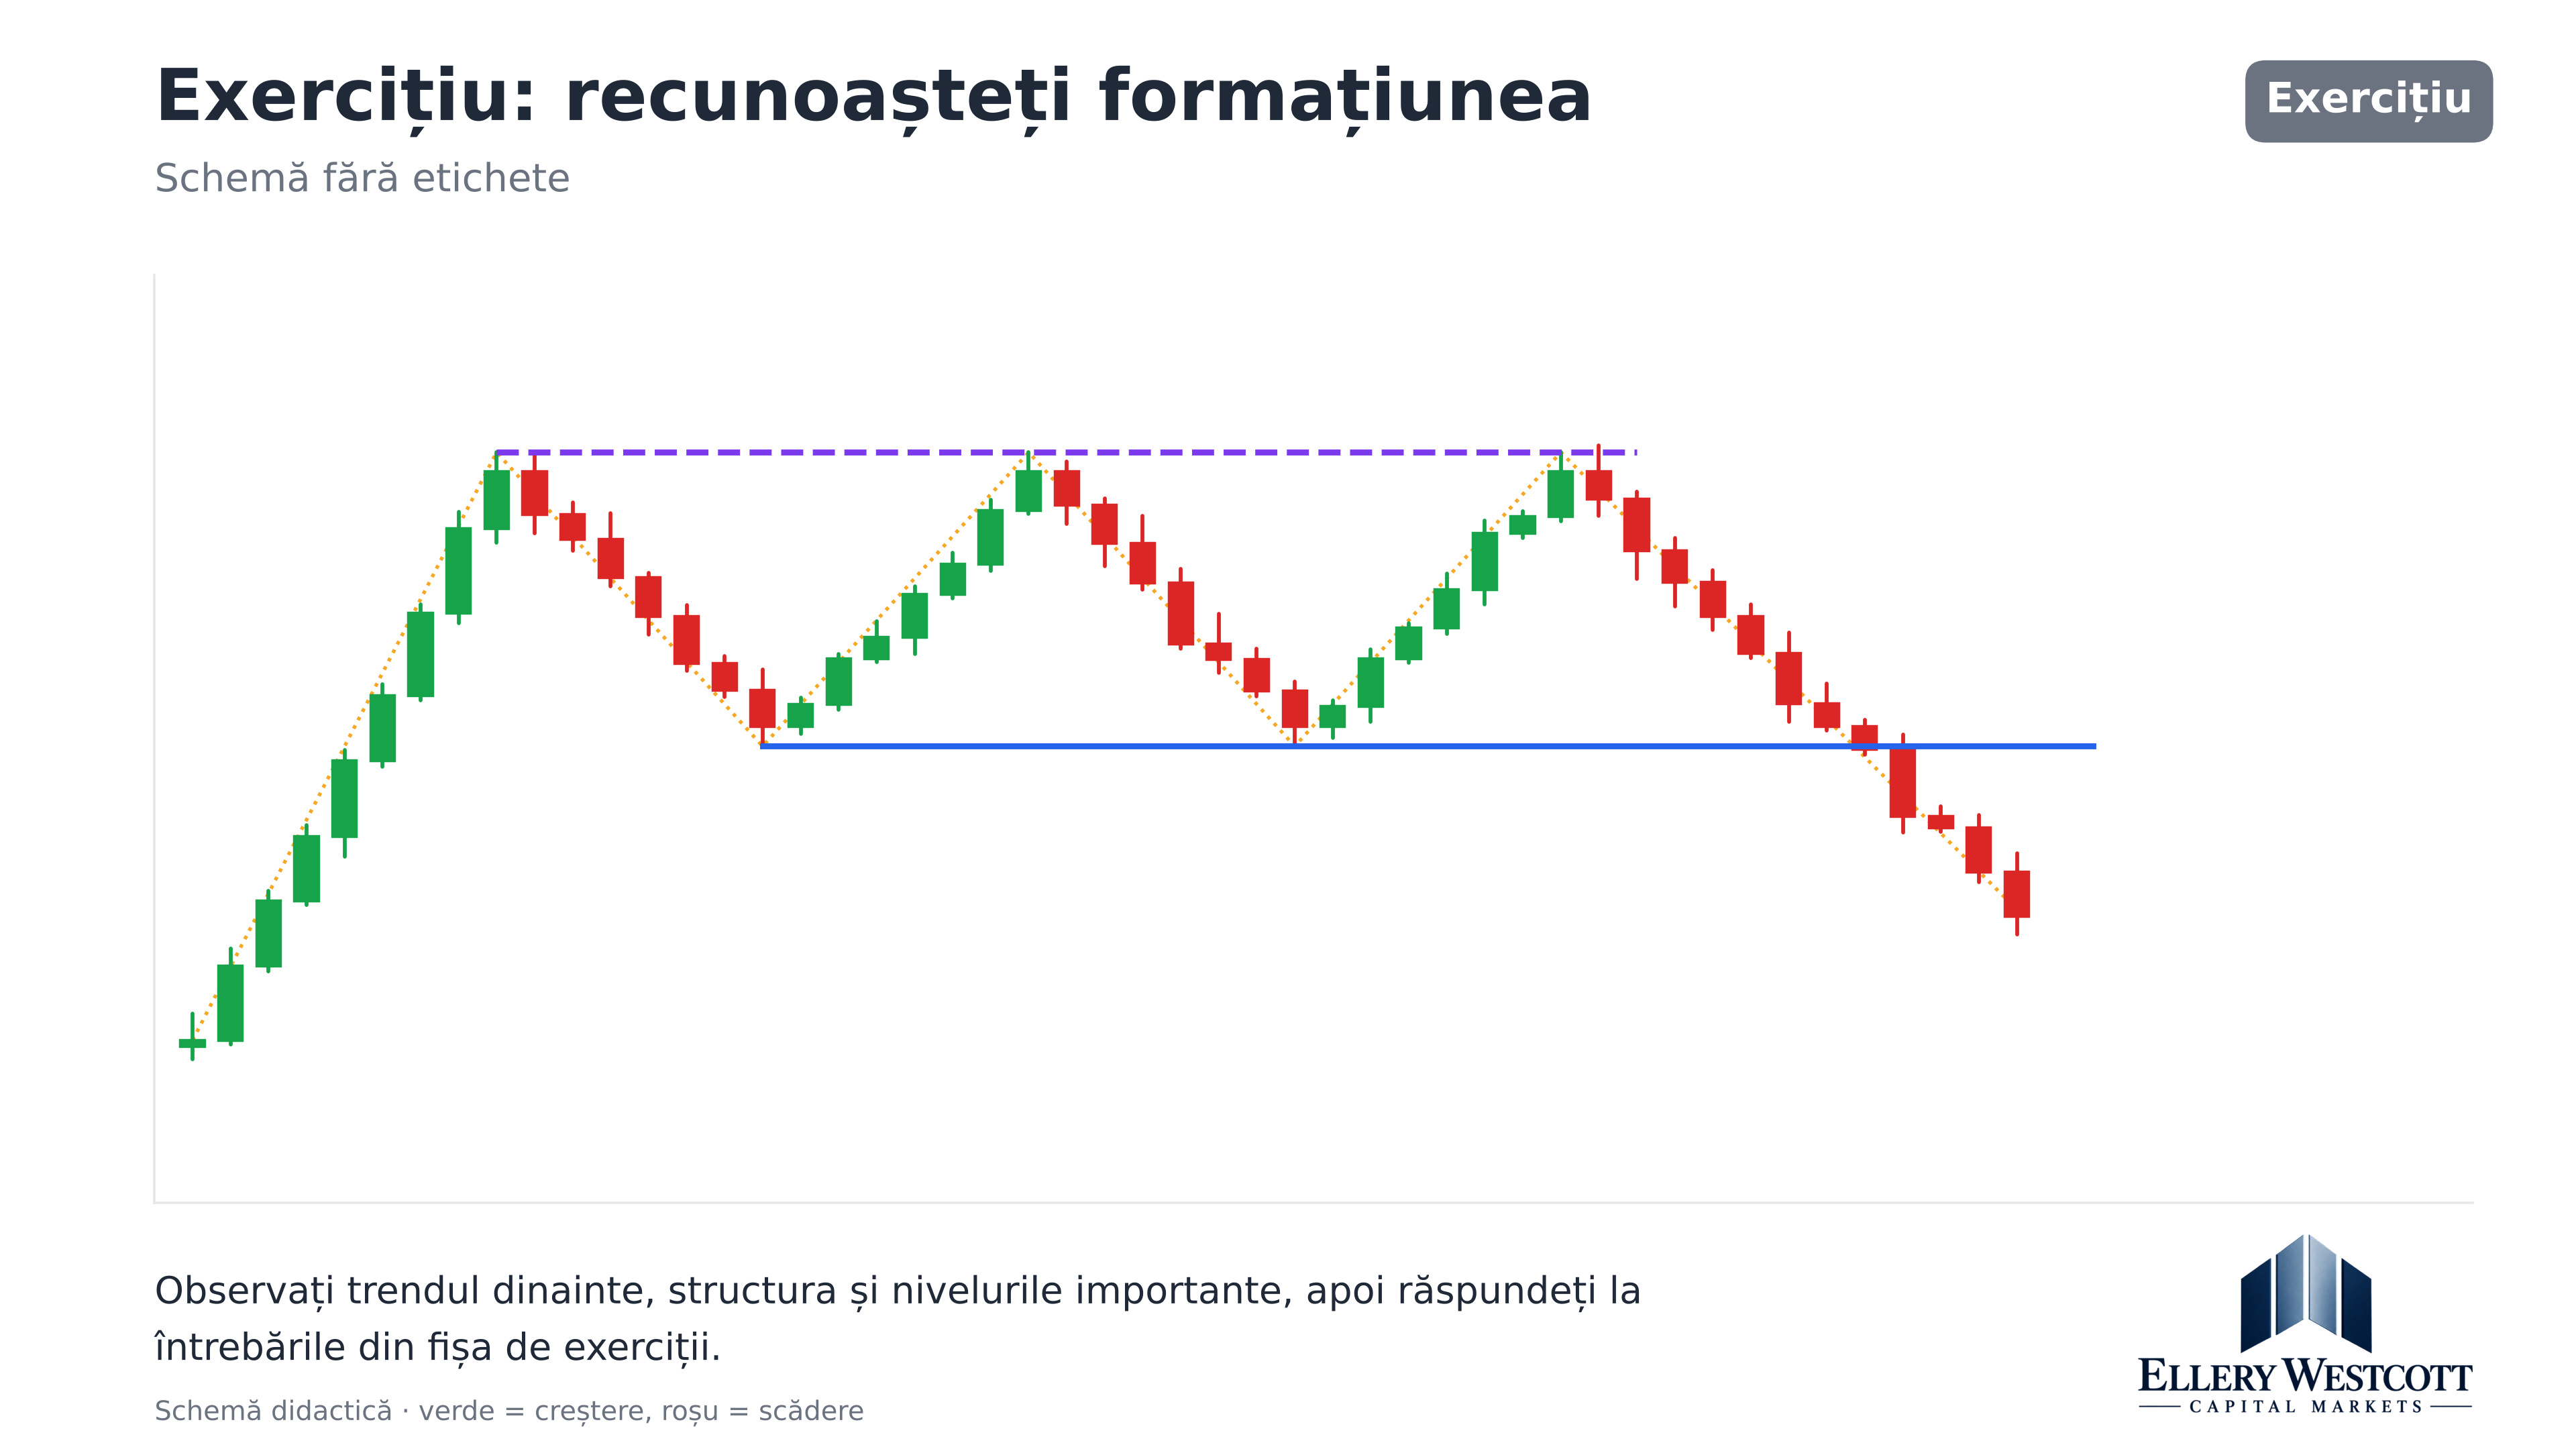 Exercițiu: recunoașteți formațiunea
Exercițiu
Schemă fără etichete
Observați trendul dinainte, structura și nivelurile importante, apoi răspundeți la
întrebările din fișa de exerciții.
Schemă didactică · verde = creștere, roșu = scădere
ELLERY WESTCOTT
CAPITAL MARKETS